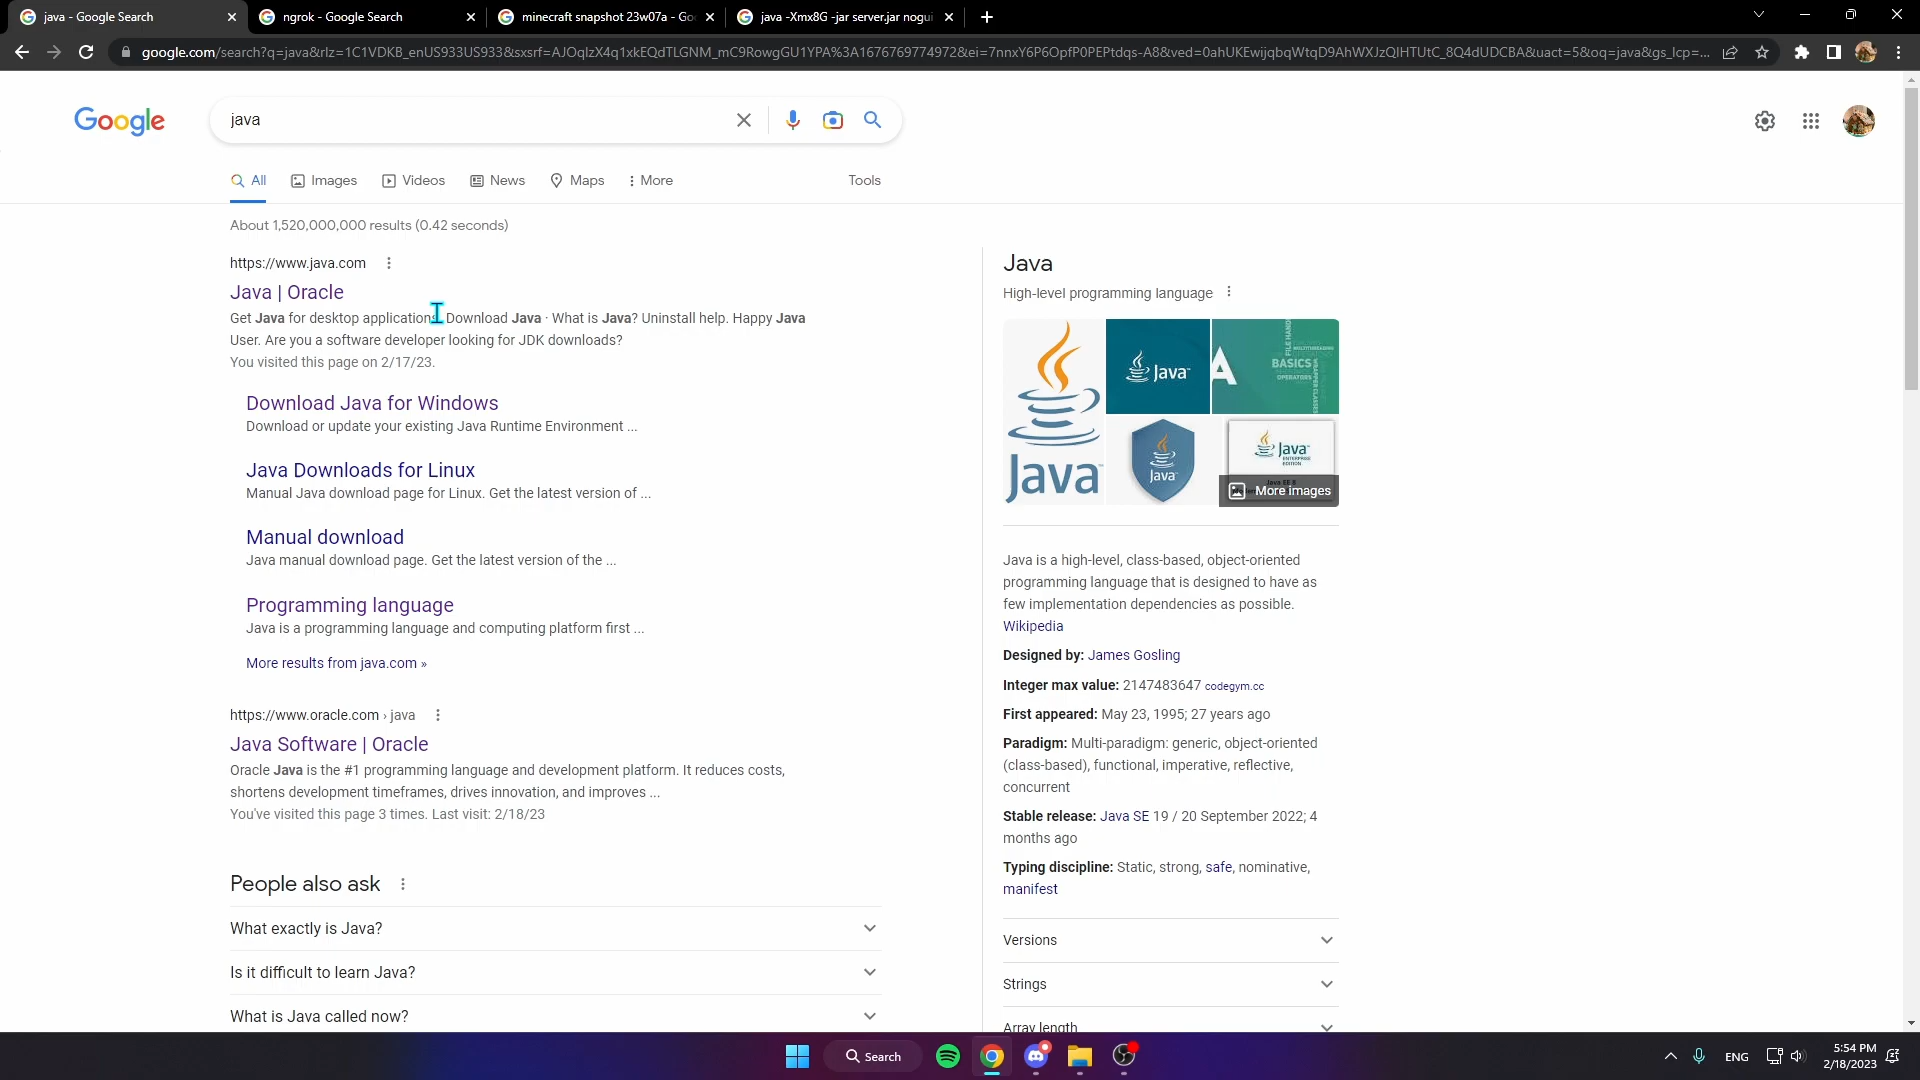 java - Google Search
ngrok - Google Search
minecraft snapshot 23w07a - Go
java -Xmx8G -jar server.jar nogui
google.com/search?q=java&rlz=1C1VDKB_enUS933US933&sxsrf=AJOqlzX4q1xkEQdTLGNM_mC9RowgGU1YPA%3A1676769774972&ei=7nnxY6P6OpfP0PEPtdqs-A8&ved=0ahUKEwijqbqWtqD9AhWXJzQIHTUtC_8Q4dUDCBA&uact=5&oq=java&gs_lcp=...
Google
java
All
Images
Videos
News
Maps
More
Tools
About 1,520,000,000 results (0.42 seconds)
https://www.java.com
Java | Oracle
Get Java for desktop applications. Download Java · What is Java? Uninstall help. Happy Java
User. Are you a software developer looking for JDK downloads?
You visited this page on 2/17/23.
Download Java for Windows
Download or update your existing Java Runtime Environment ...
Java Downloads for Linux
Manual Java download page for Linux. Get the latest version of ...
Manual download
Java manual download page. Get the latest version of the ...
Programming language
Java is a programming language and computing platform first ...
More results from java.com »
https://www.oracle.com › java
Java Software | Oracle
Oracle Java is the #1 programming language and development platform. It reduces costs,
shortens development timeframes, drives innovation, and improves ...
You've visited this page 3 times. Last visit: 2/18/23
People also ask
What exactly is Java?
Is it difficult to learn Java?
What is Java called now?
Java
High-level programming language
Java
Java
A
BASICS
OPERATORS
Java
Java
More images
Java is a high-level, class-based, object-oriented
programming language that is designed to have as
few implementation dependencies as possible.
Wikipedia
Designed by: James Gosling
Integer max value: 2147483647 codegym.cc
First appeared: May 23, 1995; 27 years ago
Paradigm: Multi-paradigm: generic, object-oriented
(class-based), functional, imperative, reflective,
concurrent
Stable release: Java SE 19 / 20 September 2022; 4
months ago
Typing discipline: Static, strong, safe, nominative,
manifest
Versions
Strings
Array length
Search
ENG
5:54 PM
2/18/2023